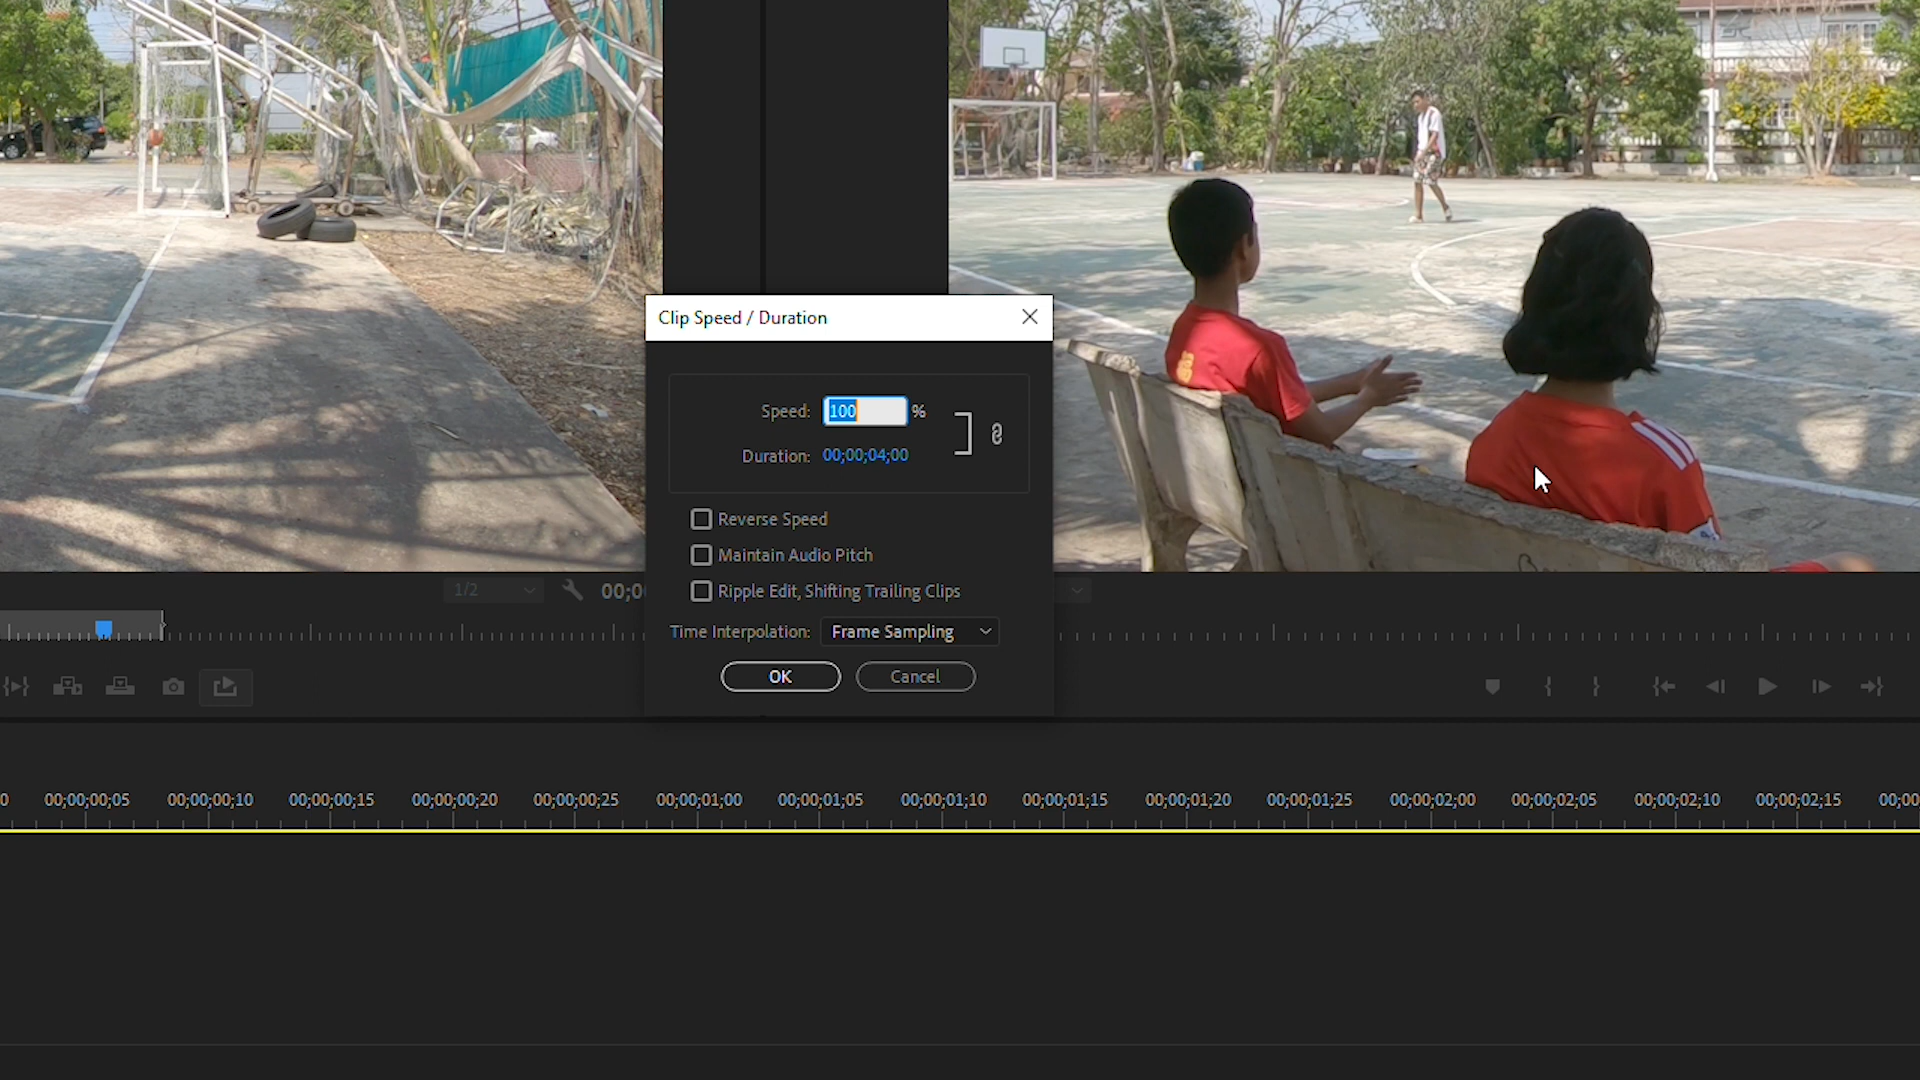 Clip Speed / Duration
Speed: 100 %
Duration: 00;00;04;00
Reverse Speed
Maintain Audio Pitch
Ripple Edit, Shifting Trailing Clips
1/2
00;0
Time Interpolation: Frame Sampling
OK Cancel
0 00;00;00;05 00;00;00;10 00;00;00;15 00;00;00;20 00;00;00;25 00;00;01;00 00;00;01;05 00;00;01;10 00;00;01;15 00;00;01;20 00;00;01;25 00;00;02;00 00;00;02;05 00;00;02;10 00;00;02;15 00;00